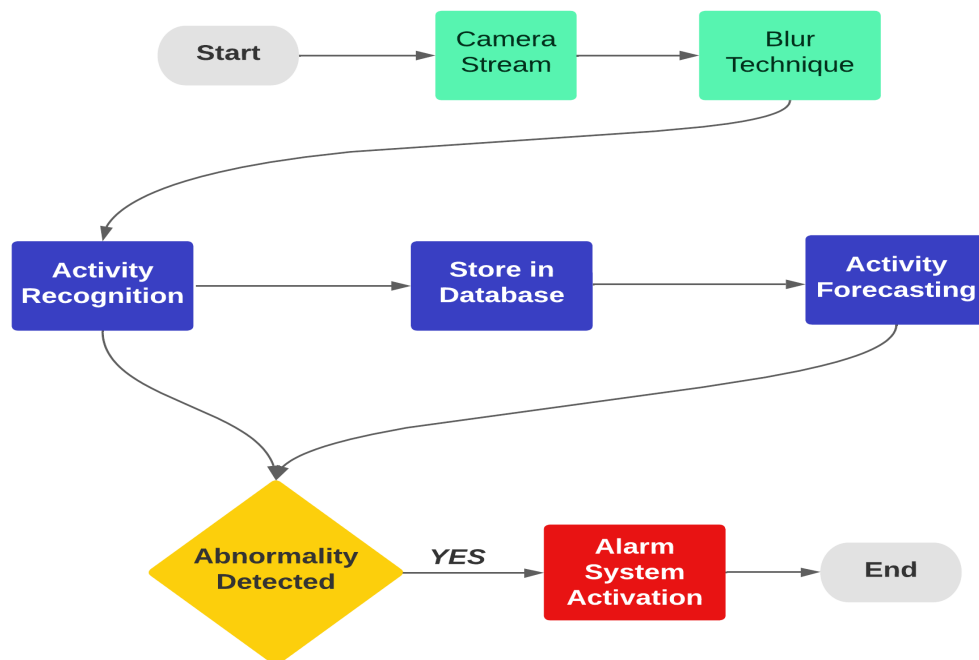 Start
Camera
Stream
Blur
Technique
Activity
Recognition
Store in
Database
Activity
Forecasting
Abnormality
Detected
YES
Alarm
System
Activation
End